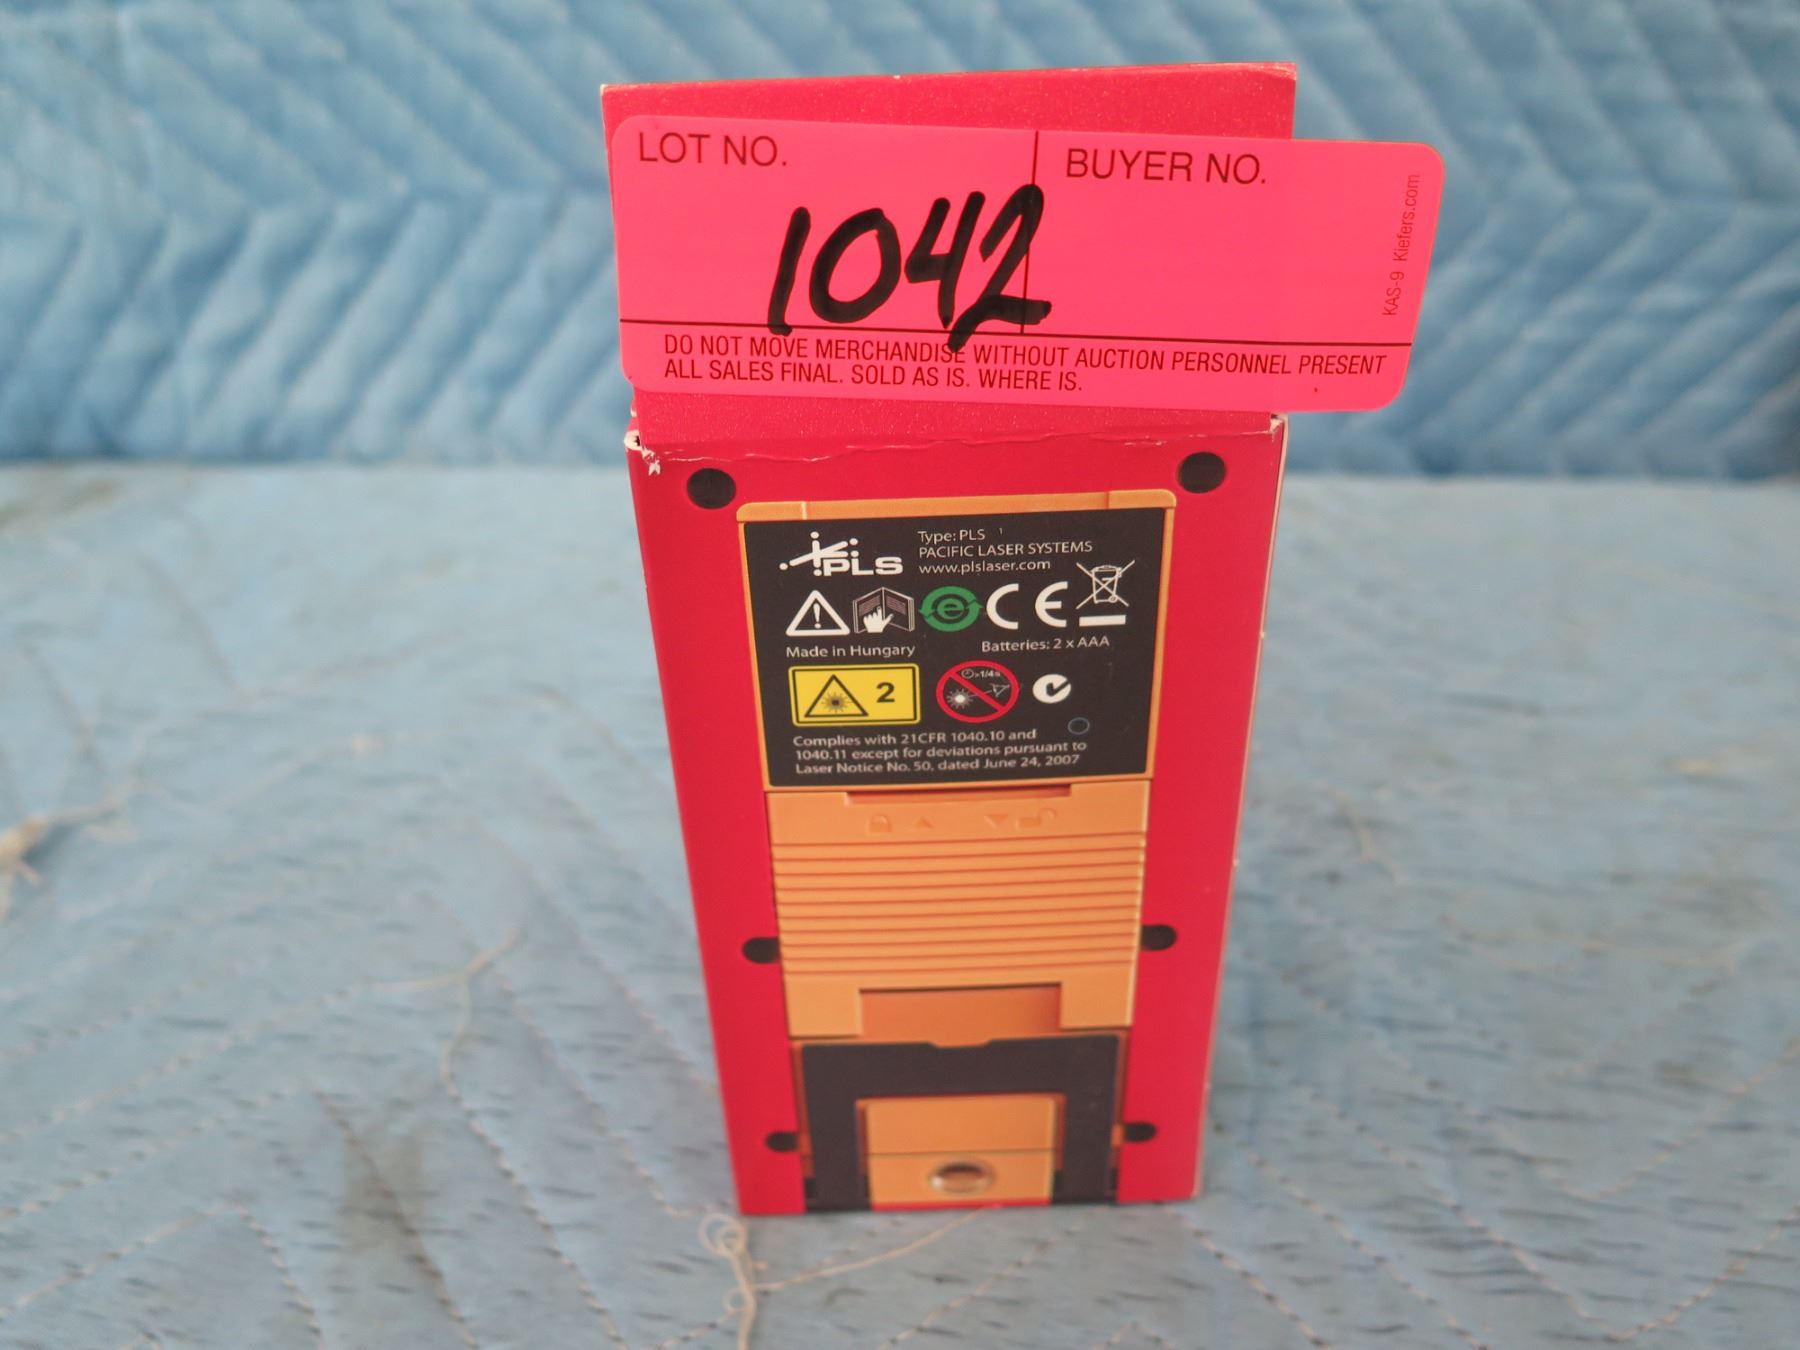 LOT NO.
BUYER NO.
1042
KAS-9 Kiefers.com
DO NOT MOVE MERCHANDISE WITHOUT AUCTION PERSONNEL PRESENT
ALL SALES FINAL. SOLD AS IS. WHERE IS.
PLS
Type: PLS
PACIFIC LASER SYSTEMS
www.plslaser.com
e
CE
Made in Hungary
Batteries: 2 x AAA
2
>1/4s
Complies with 21CFR 1040.10 and
1040.11 except for deviations pursuant to
Laser Notice No. 50, dated June 24, 2007